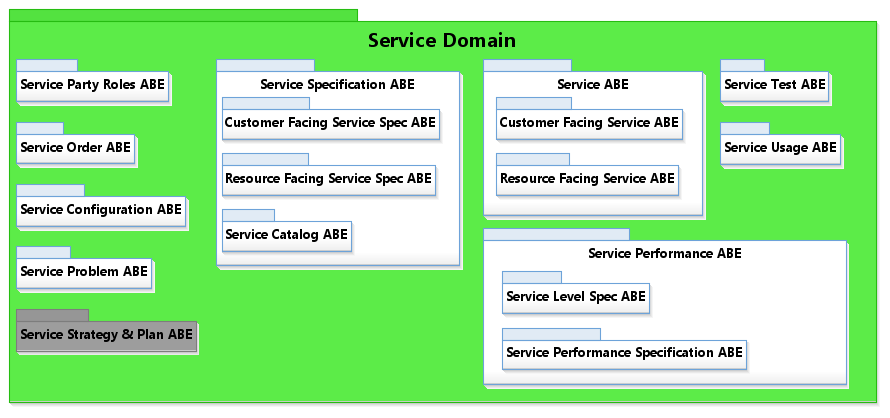 Service Domain
Service Party Roles ABE
Service Order ABE
Service Configuration ABE
Service Problem ABE
Service Strategy & Plan ABE
Service Specification ABE
Customer Facing Service Spec ABE
Resource Facing Service Spec ABE
Service Catalog ABE
Service ABE
Customer Facing Service ABE
Resource Facing Service ABE
Service Test ABE
Service Usage ABE
Service Performance ABE
Service Level Spec ABE
Service Performance Specification ABE